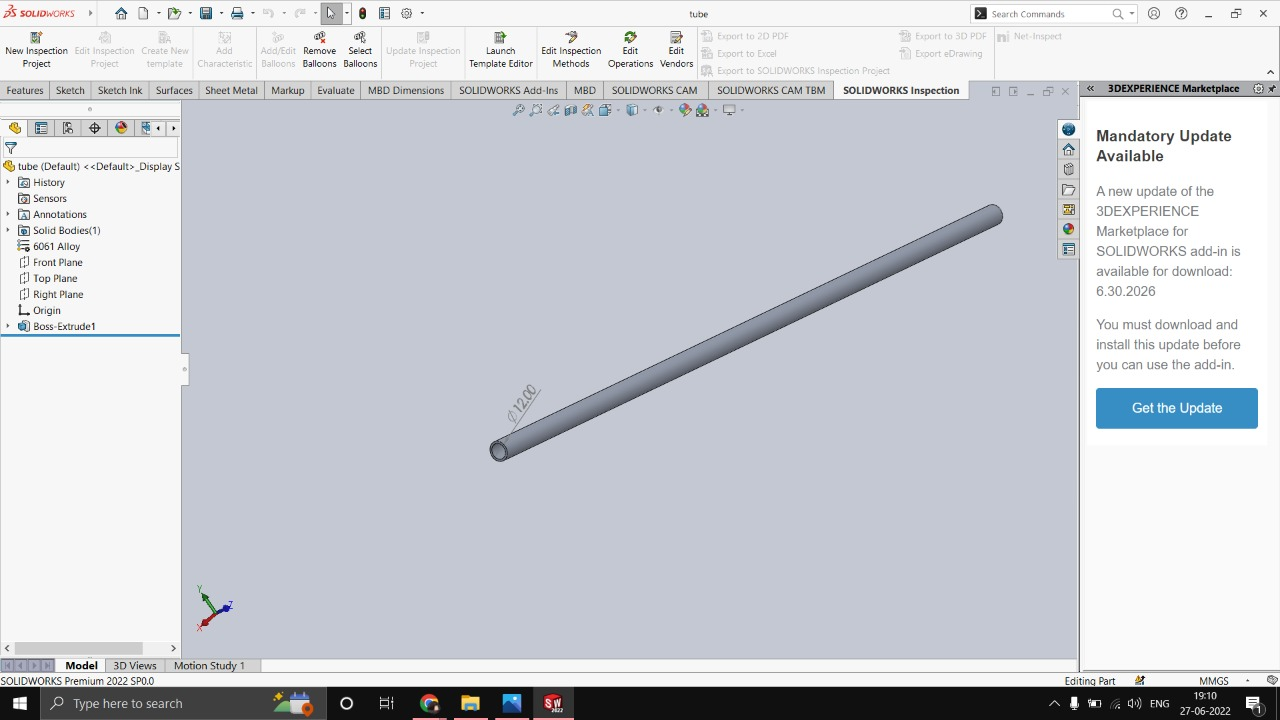 SOLIDWORKS
tube
Search Commands
New Inspection Project
Edit Inspection Project
Create New template
Add Characteristic
Add/Edit Balloons
Remove Balloons
Select Balloons
Update Inspection Project
Launch Template Editor
Edit Inspection Methods
Edit Operations
Edit Vendors
Export to 2D PDF
Export to Excel
Export to SOLIDWORKS Inspection Project
Export to 3D PDF
Export eDrawing
Net-Inspect
Features
Sketch
Sketch Ink
Surfaces
Sheet Metal
Markup
Evaluate
MBD Dimensions
SOLIDWORKS Add-Ins
MBD
SOLIDWORKS CAM
SOLIDWORKS CAM TBM
SOLIDWORKS Inspection
3DEXPERIENCE Marketplace
tube (Default) <<Default>_Display S
History
Sensors
Annotations
Solid Bodies(1)
6061 Alloy
Front Plane
Top Plane
Right Plane
Origin
Boss-Extrude1
∅12.00
Y
Z
X
Mandatory Update
Available
A new update of the
3DEXPERIENCE
Marketplace for
SOLIDWORKS add-in is
available for download:
6.30.2026
You must download and
install this update before
you can use the add-in.
Get the Update
Model
3D Views
Motion Study 1
SOLIDWORKS Premium 2022 SP0.0
Editing Part
MMGS
Type here to search
ENG
19:10
27-06-2022
1